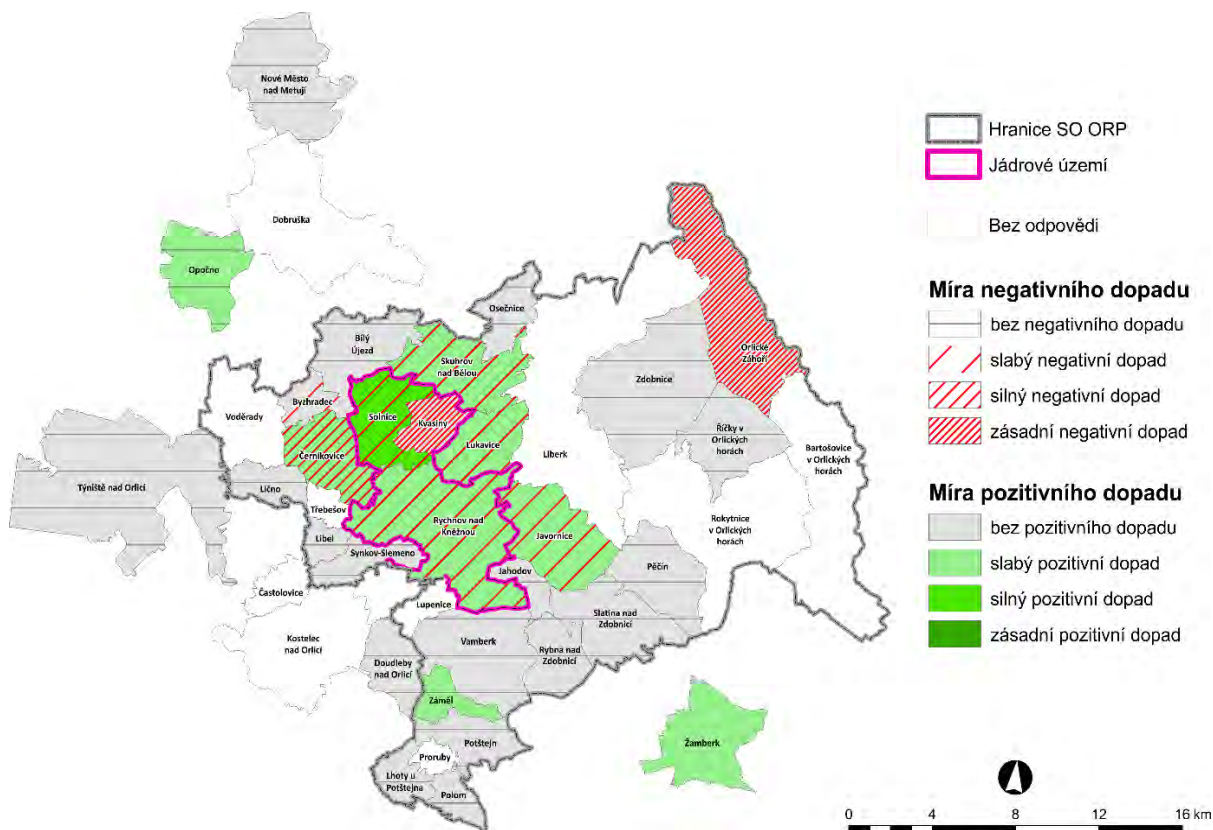 Nové Město
nad Metují
Dobruška
Opočno
Osečnice
Bílý
Újezd
Skuhrov
nad Bělou
Orlické
Záhoří
Zdobnice
Byzhradec
Solnice
Kvasiny
Voděrady
Lukavice
Říčky v
Orlických
horách
Bartošovice
v Orlických
horách
Liberk
Černíkovice
Týniště nad Orlicí
Lično
Třebešov
Rychnov nad
Kněžnou
Rokytnice
v Orlických
horách
Libel
Javornice
Synkov-Slemeno
Jahodov
Pěčín
Častolovice
Lupenice
Slatina nad
Zdobnicí
Kostelec
nad Orlicí
Vamberk
Rybna nad
Zdobnicí
Doudleby
nad Orlicí
Záměl
Žamberk
Potštejn
Proruby
Lhoty u
Potštejna
Polom
Hranice SO ORP
Jádrové území
Bez odpovědi
Míra negativního dopadu
bez negativního dopadu
slabý negativní dopad
silný negativní dopad
zásadní negativní dopad
Míra pozitivního dopadu
bez pozitivního dopadu
slabý pozitivní dopad
silný pozitivní dopad
zásadní pozitivní dopad
0 4 8 12 16 km